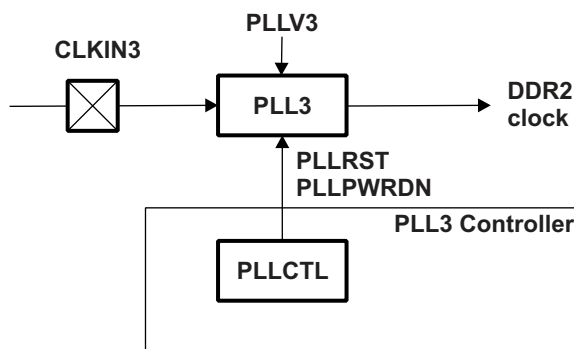 PLLV3
CLKIN3
PLL3
DDR2
clock
PLLRST
PLLPWRDN
PLL3 Controller
PLLCTL